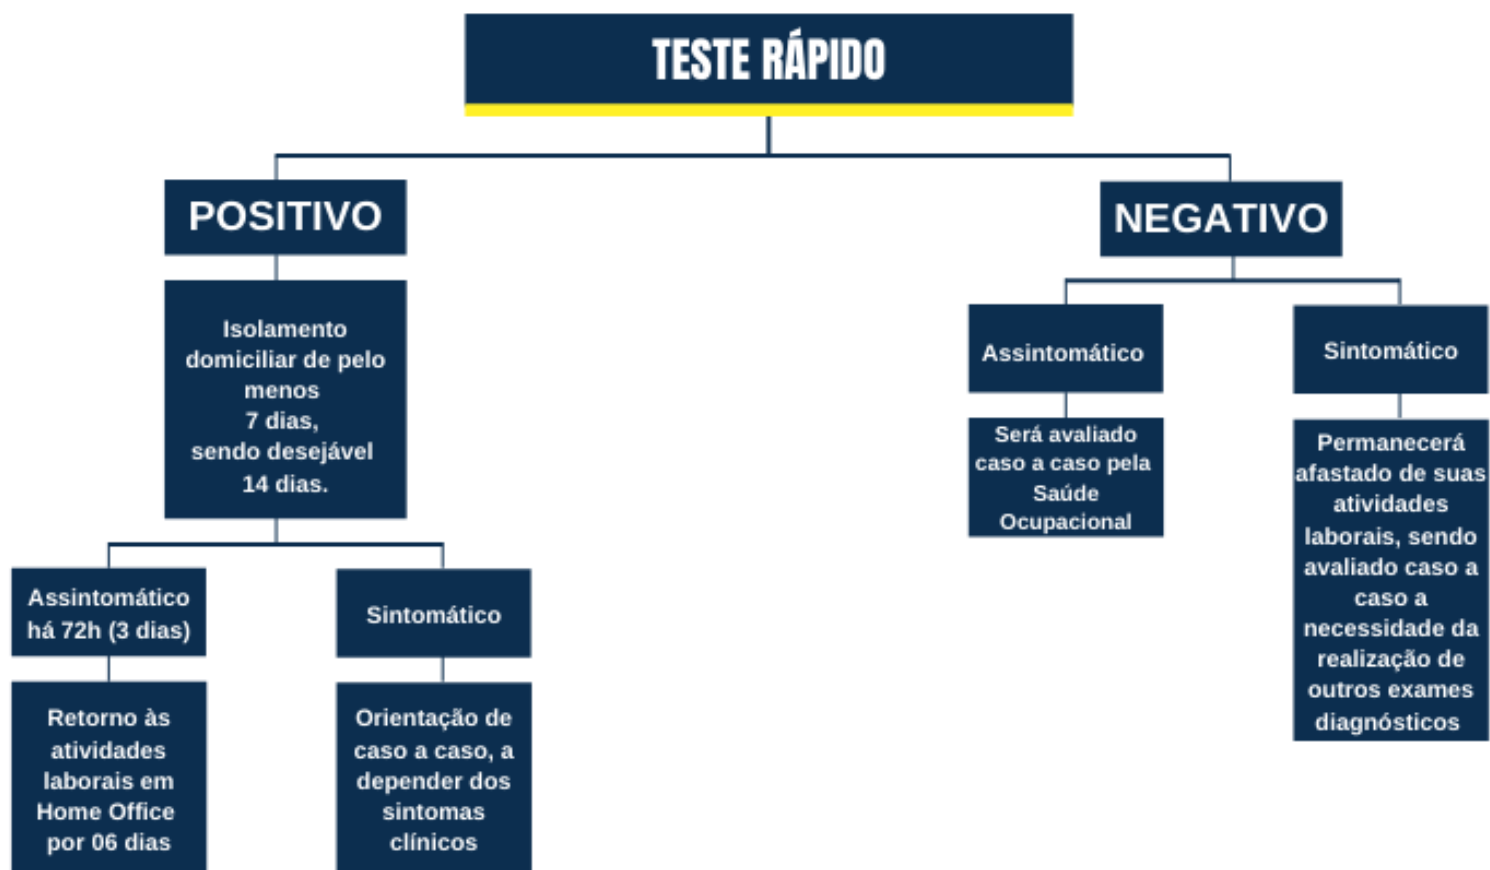 TESTE RÁPIDO
POSITIVO
Isolamento
domiciliar de pelo
menos
7 dias,
sendo desejável
14 dias.
Assintomático
há 72h (3 dias)
Retorno às
atividades
laborais em
Home Office
por 06 dias
Sintomático
Orientação de
caso a caso, a
depender dos
sintomas
clínicos
NEGATIVO
Assintomático
Será avaliado
caso a caso pela
Saúde
Ocupacional
Sintomático
Permanecerá
afastado de suas
atividades
laborais, sendo
avaliado caso a
caso a
necessidade da
realização de
outros exames
diagnósticos